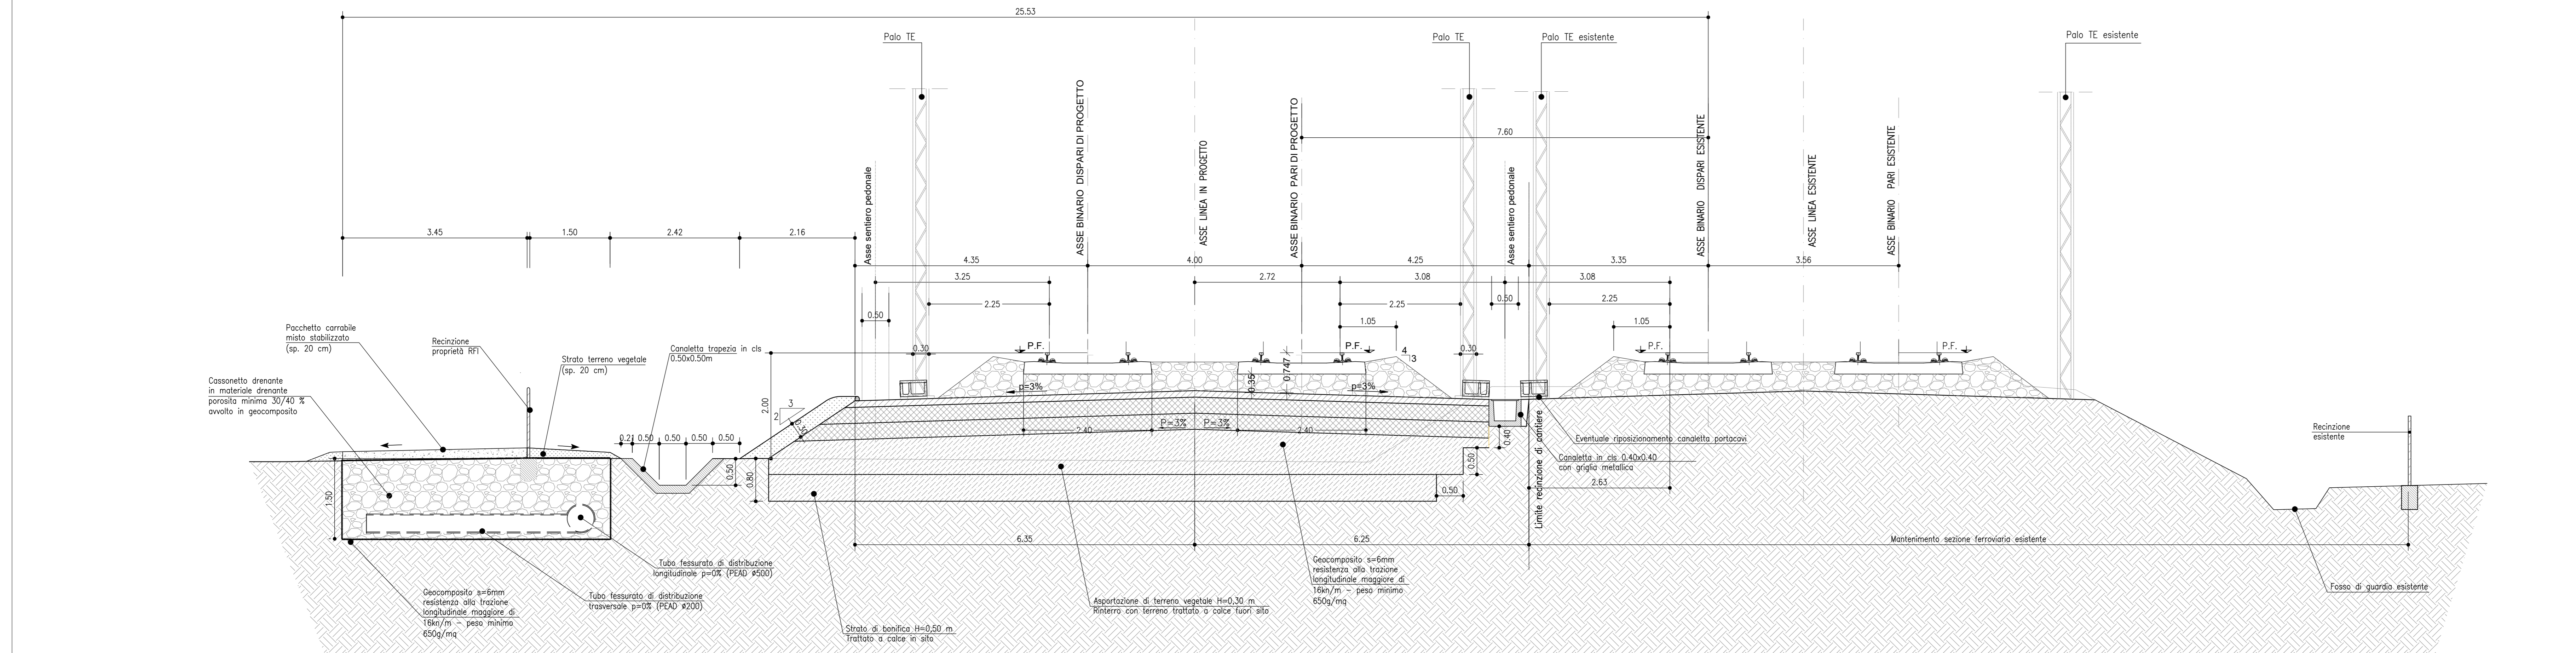 25.53
Palo TE
Palo TE
Palo TE esistente
Palo TE esistente
7.60
Asse sentiero pedonale
ASSE BINARIO DISPARI DI PROGETTO
ASSE LINEA IN PROGETTO
ASSE BINARIO PARI DI PROGETTO
Asse sentiero pedonale
ASSE BINARIO DISPARI ESISTENTE
ASSE LINEA ESISTENTE
ASSE BINARIO PARI ESISTENTE
3.45
1.50
2.42
2.16
4.35
4.00
4.25
3.35
3.56
3.25
2.72
3.08
3.08
2.25
2.25
0.50
2.25
0.50
1.05
1.05
Pacchetto carrabile
misto stabilizzato
(sp. 20 cm)
Recinzione
proprietà RFI
Strato terreno vegetale
(sp. 20 cm)
Canaletta trapezia in cls
0.50x0.50m
0.30
P.F.
P.F.
0.30
P.F.
P.F.
4
3
0.747
0.35
Cassonetto drenante
in materiale drenante
porosita minima 30/40 %
avvolto in geocomposito
p=3%
p=3%
2.00
3
2
0.30
P=3%
P=3%
2.40
2.40
0.21
0.50
0.50
0.50
0.50
0.40
Limite recinzione di cantiere
Eventuale riposizionamento canaletta portacavi
Canaletta in cls 0.40x0.40
con griglia metallica
Recinzione
esistente
0.50
0.80
0.50
0.50
2.63
1.50
6.35
6.25
Mantenimento sezione ferroviaria esistente
Tubo fessurato di distribuzione
longitudinale p=0% (PEAD ø500)
Geocomposito s=6mm
resistenza alla trazione
longitudinale maggiore di
16kn/m - peso minimo
650g/mq
Fosso di guardia esistente
Geocomposito s=6mm
resistenza alla trazione
longitudinale maggiore di
16kn/m - peso minimo
650g/mq
Tubo fessurato di distribuzione
trasversale p=0% (PEAD ø200)
Asportazione di terreno vegetale H=0,30 m
Rinterro con terreno trattato a calce fuori sito
Strato di bonifica H=0,50 m
Trattato a calce in sito